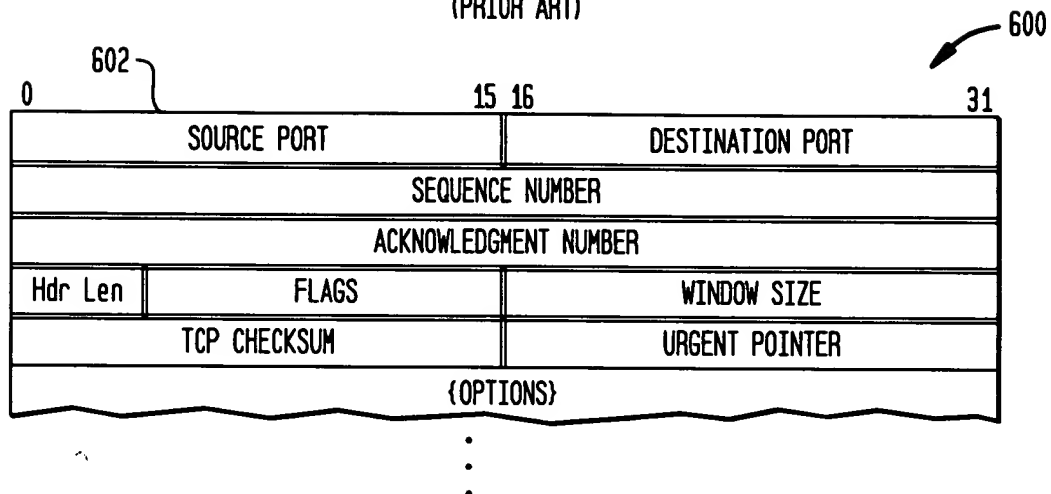 (PRIOR ART)
600
602
0 15 16 31
SOURCE PORT DESTINATION PORT
SEQUENCE NUMBER
ACKNOWLEDGMENT NUMBER
Hdr Len FLAGS WINDOW SIZE
TCP CHECKSUM URGENT POINTER
{OPTIONS}